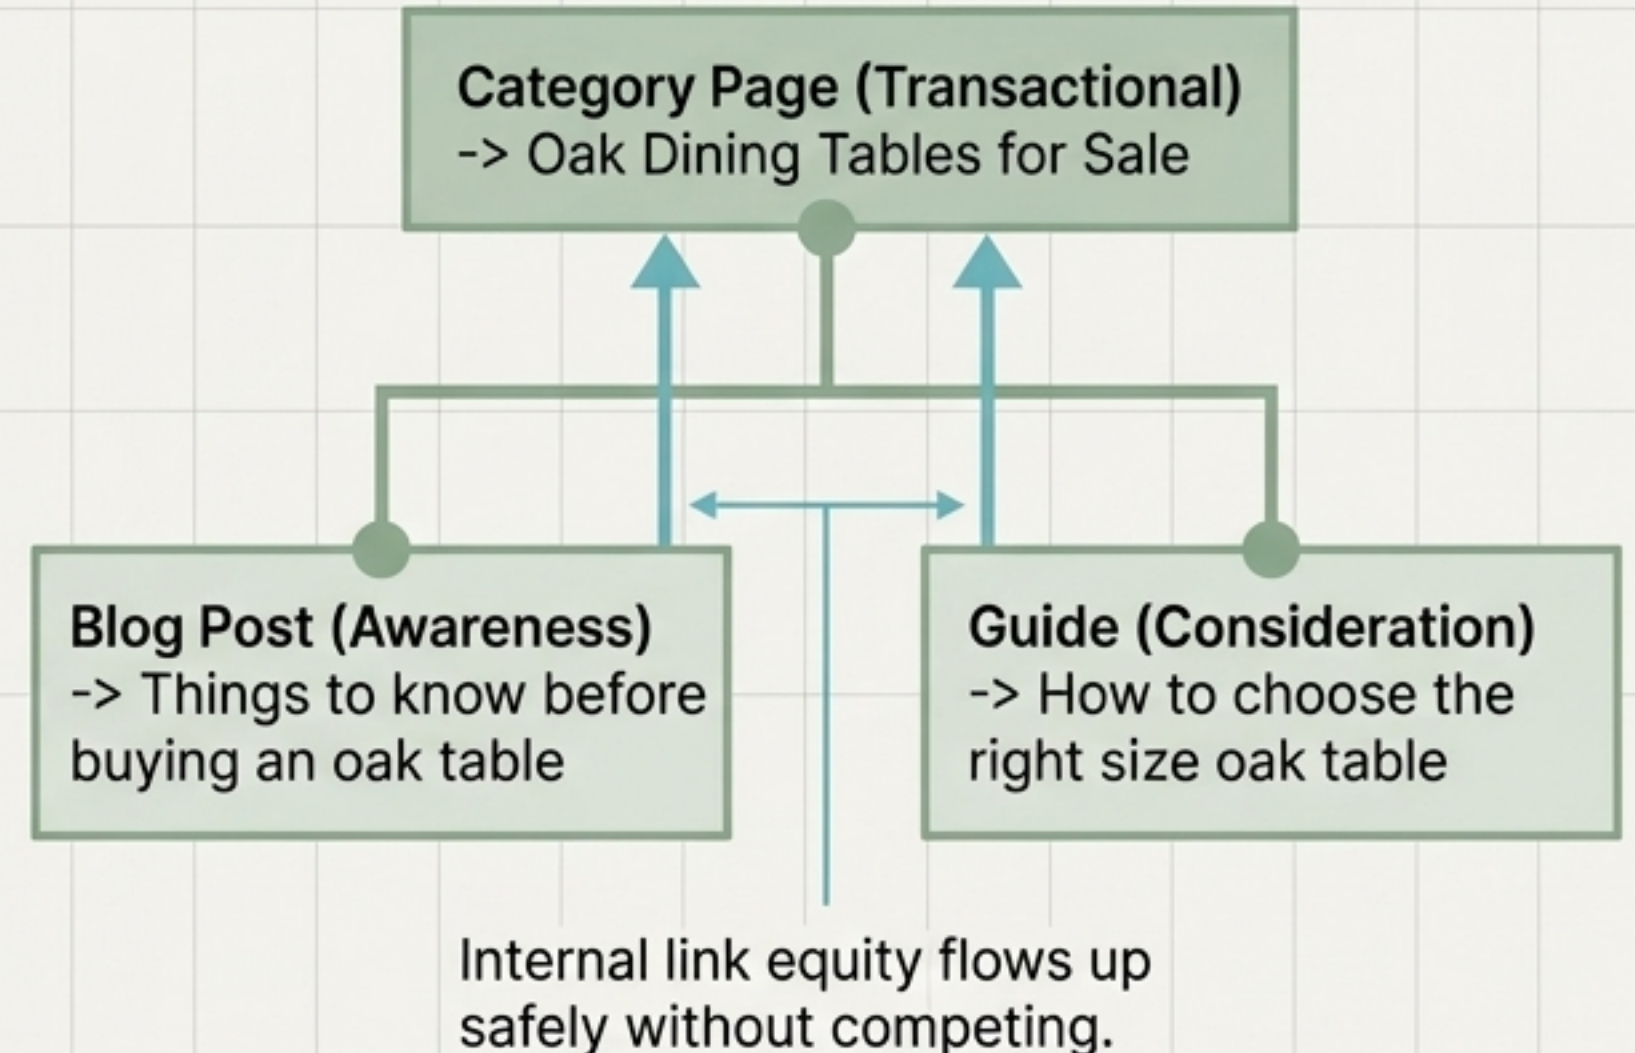 Category Page (Transactional)
-> Oak Dining Tables for Sale
Blog Post (Awareness)
-> Things to know before
buying an oak table
Guide (Consideration)
-> How to choose the
right size oak table
Internal link equity flows up
safely without competing.